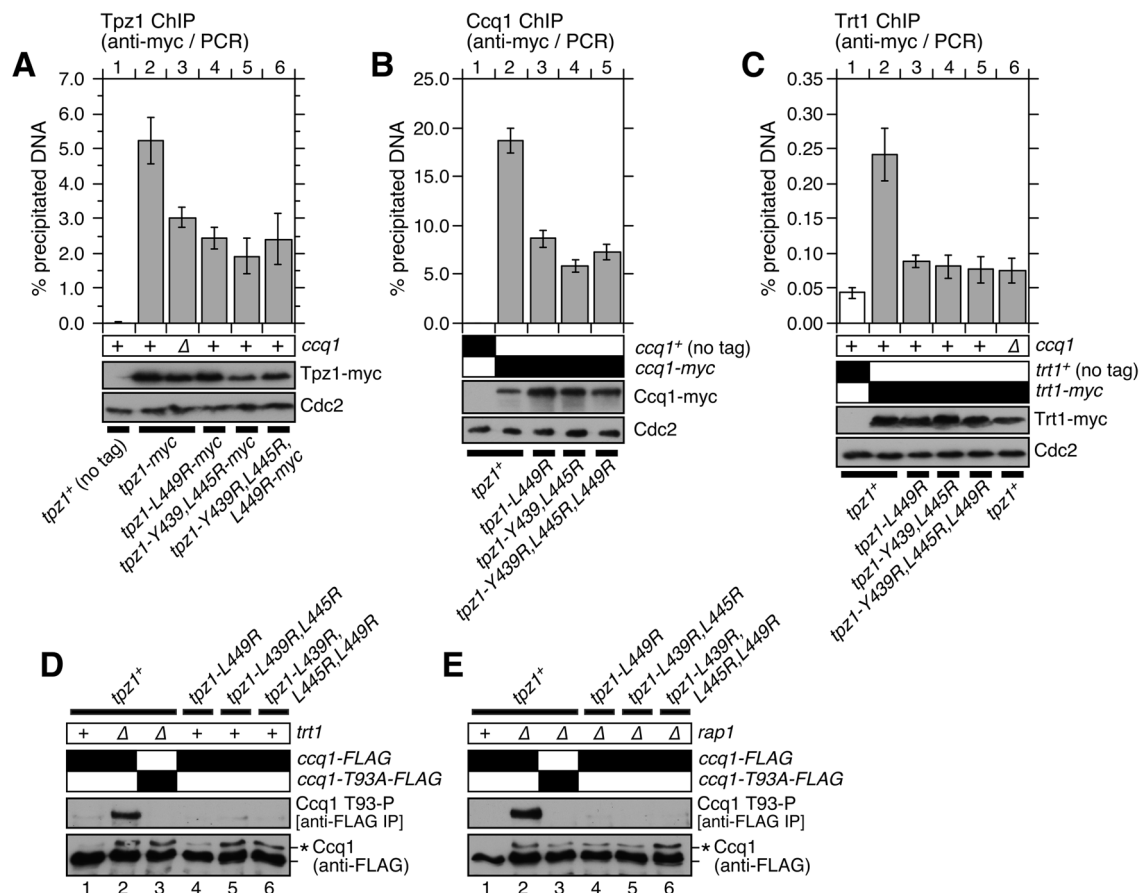 Tpz1 ChIP
(anti-myc / PCR)
A
1 2 3 4 5 6
% precipitated DNA
7.0
6.0
5.0
4.0
3.0
2.0
1.0
0.0
+ + Δ + + + ccq1
Tpz1-myc
Cdc2
tpz1+ (no tag)
tpz1-myc
tpz1-L449R-myc
tpz1-Y439,L445R-myc
tpz1-Y439R,L445R,
L449R-myc
Ccq1 ChIP
(anti-myc / PCR)
B
1 2 3 4 5
% precipitated DNA
25.0
20.0
15.0
10.0
5.0
0.0
ccq1+ (no tag)
ccq1-myc
Ccq1-myc
Cdc2
tpz1+
tpz1-L449R
tpz1-Y439,L445R
tpz1-Y439R,L445R,L449R
Trt1 ChIP
(anti-myc / PCR)
C
1 2 3 4 5 6
% precipitated DNA
0.35
0.30
0.25
0.20
0.15
0.10
0.05
0.00
+ + + + + Δ ccq1
trt1+ (no tag)
trt1-myc
Trt1-myc
Cdc2
tpz1+
tpz1-L449R
tpz1-Y439,L445R
tpz1-Y439R,L445R,L449R
tpz1+
D
tpz1+
tpz1-L449R
tpz1-L439R,L445R
tpz1-L439R,
L445R,L449R
+ Δ Δ + + + trt1
ccq1-FLAG
ccq1-T93A-FLAG
Ccq1 T93-P
[anti-FLAG IP]
* Ccq1
(anti-FLAG)
1 2 3 4 5 6
E
tpz1+
tpz1-L449R
tpz1-L439R,L445R
tpz1-L439R,
L445R,L449R
+ Δ Δ Δ Δ Δ rap1
ccq1-FLAG
ccq1-T93A-FLAG
Ccq1 T93-P
[anti-FLAG IP]
* Ccq1
(anti-FLAG)
1 2 3 4 5 6